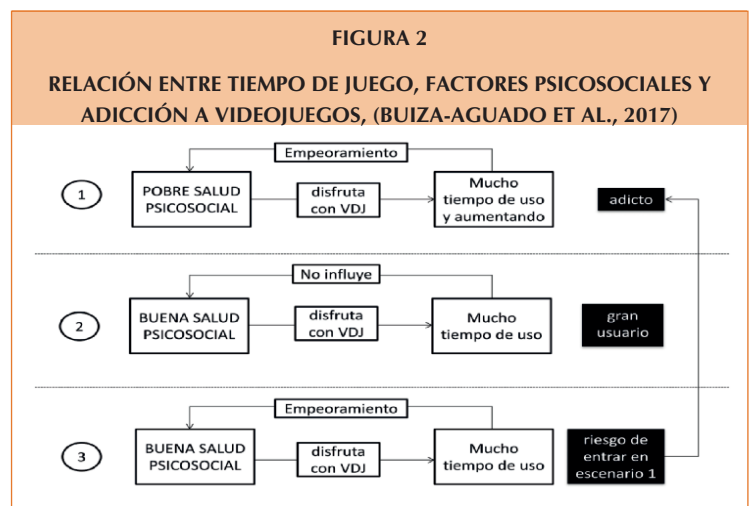 FIGURA 2
RELACIÓN ENTRE TIEMPO DE JUEGO, FACTORES PSICOSOCIALES Y
ADICCIÓN A VIDEOJUEGOS, (BUIZA-AGUADO ET AL., 2017)
Empeoramiento
1
POBRE SALUD
PSICOSOCIAL
disfruta
con VDJ
Mucho
tiempo de uso
y aumentando
adicto
No influye
2
BUENA SALUD
PSICOSOCIAL
disfruta
con VDJ
Mucho
tiempo de uso
gran
usuario
Empeoramiento
3
BUENA SALUD
PSICOSOCIAL
disfruta
con VDJ
Mucho
tiempo de uso
riesgo de
entrar en
escenario 1